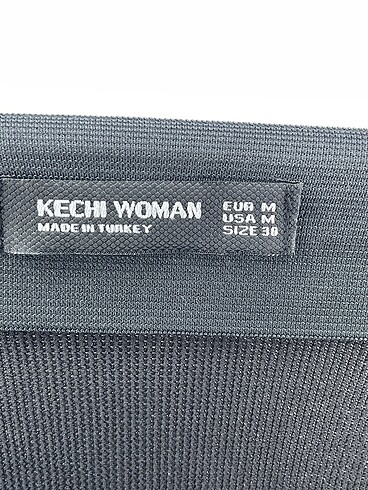 KECHI WOMAN
MADE IN TURKEY
EUR M
USA M
SIZE 38